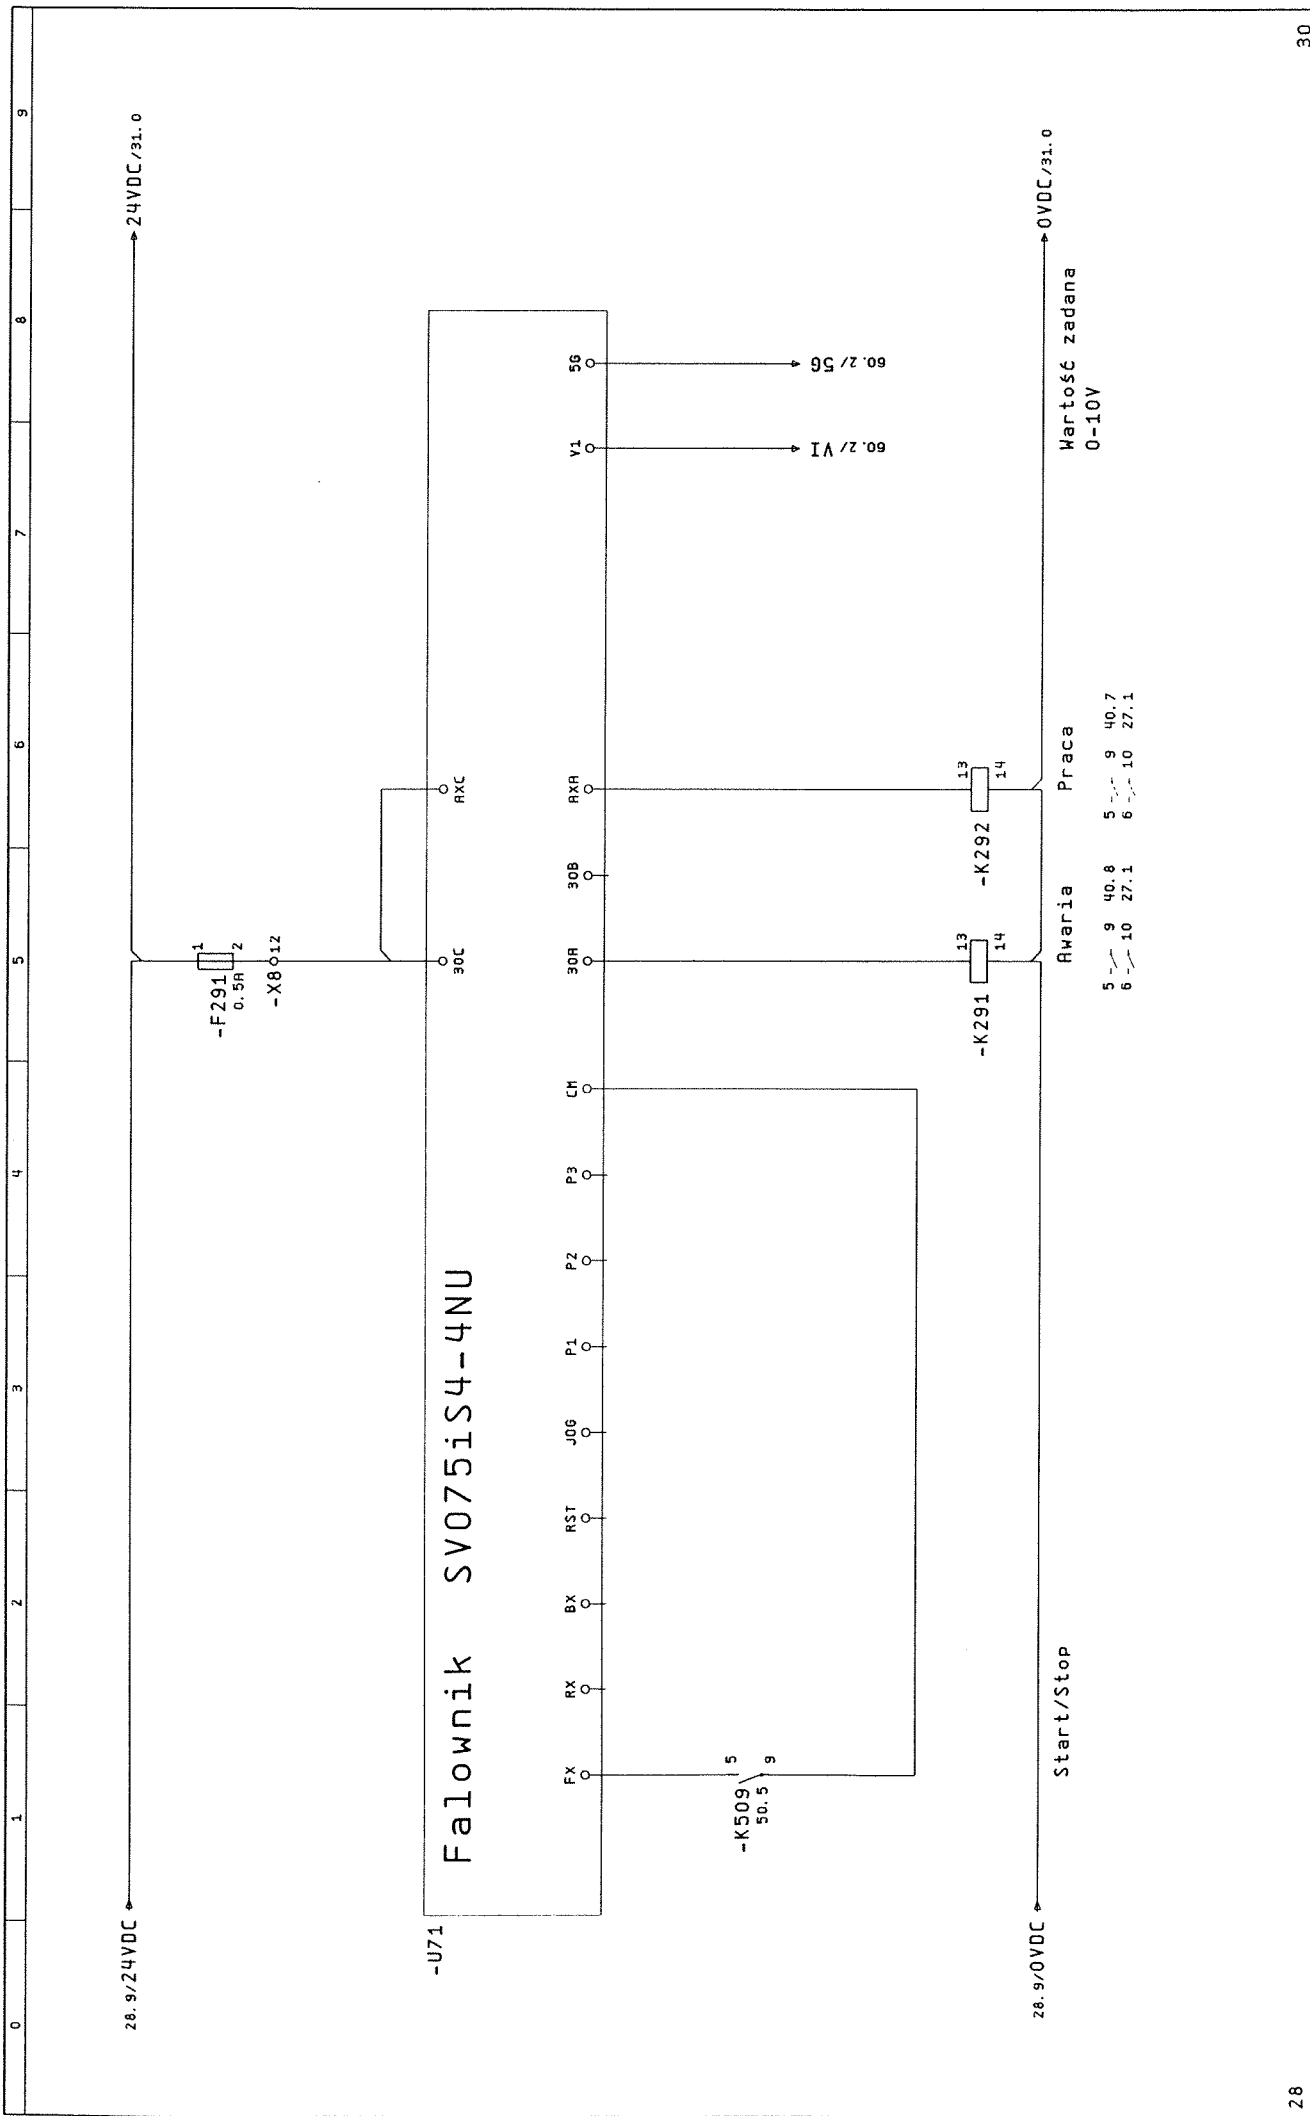 0 1 2 3 4 5 6 7 8 9
28.9/24VDC
24VDC/31.0
-F291
0.5A
1
2
-X8
12
-U71
Falownik SV075iS4-4NU
30C
AXC
FX RX BX RST JOG P1 P2 P3 CM 30A 30B AXA V1 5G
-K509
50.5
5
9
60.2/VI
60.2/5G
-K291
13
14
-K292
13
14
28.9/0VDC
0VDC/31.0
Start/Stop
Awaria
Praca
Wartość zadana
0-10V
5 9 40.8
6 10 27.1
5 9 40.7
6 10 27.1
28
30